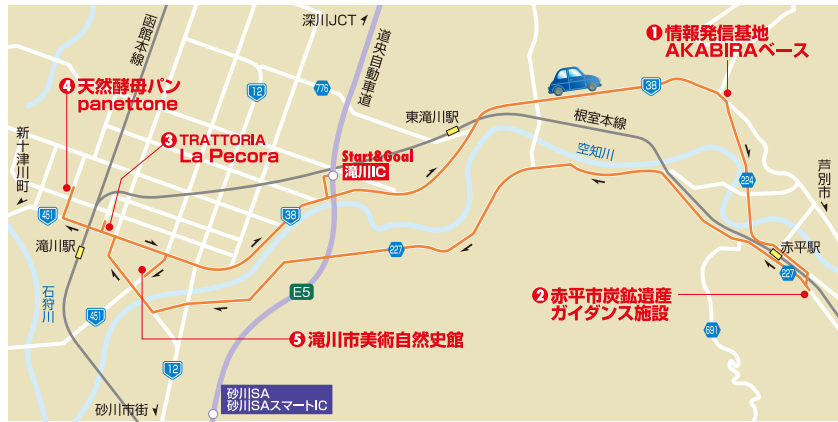 深川JCT
函館本線
道央自動車道
❶情報発信基地
AKABIRAベース
38
776
12
❹天然酵母パン
panettone
東滝川駅
根室本線
新十津川町
❸TRATTORIA
La Pecora
Start&Goal
滝川IC
空知川
芦別市
224
451
38
滝川駅
227
赤平駅
227
石狩川
E5
❷赤平市炭鉱遺産
ガイダンス施設
451
❺滝川市美術自然史館
691
12
砂川SA
砂川SAスマートIC
砂川市街